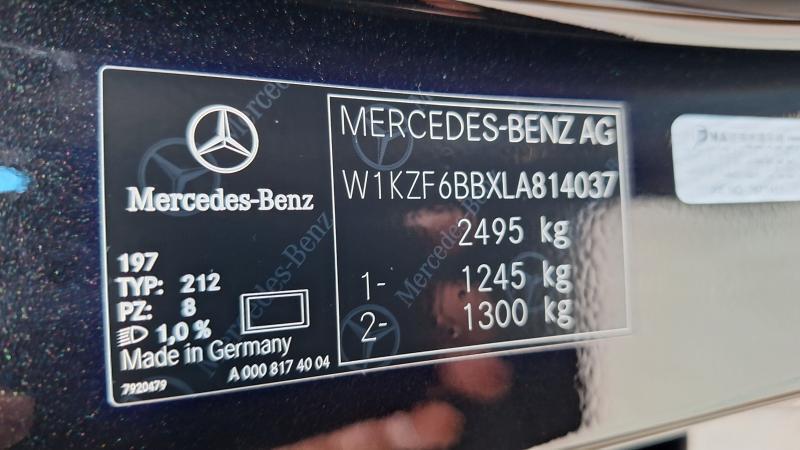 Mercedes-Benz
197
TYP: 212
PZ: 8
1,0 %
Made in Germany
7920479
A 000 817 40 04
MERCEDES-BENZ AG
W1KZF6BBXLA814037
2495 kg
1- 1245 kg
2- 1300 kg